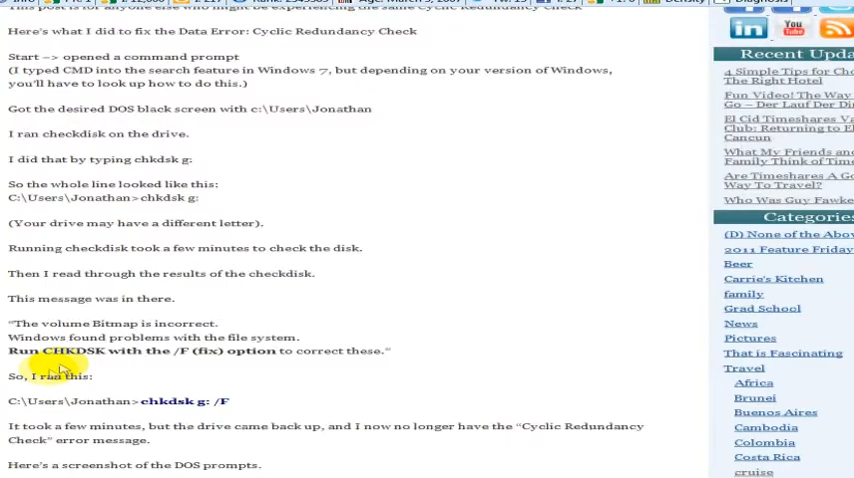 This post is for anyone else who might be experiencing the same Cyclic Redundancy Check
Here's what I did to fix the Data Error: Cyclic Redundancy Check
Start –> opened a command prompt
(I typed CMD into the search feature in Windows 7, but depending on your version of Windows,
you'll have to look up how to do this.)
Got the desired DOS black screen with c:\Users\Jonathan
I ran checkdisk on the drive.
I did that by typing chkdsk g:
So the whole line looked like this:
C:\Users\Jonathan> chkdsk g:
(Your drive may have a different letter).
Running checkdisk took a few minutes to check the disk.
Then I read through the results of the checkdisk.
This message was in there.
"The volume Bitmap is incorrect.
Windows found problems with the file system.
Run CHKDSK with the /F (fix) option to correct these."
So, I ran this:
C:\Users\Jonathan> chkdsk g: /F
It took a few minutes, but the drive came back up, and I now no longer have the "Cyclic Redundancy
Check" error message.
Here's a screenshot of the DOS prompts.
in
You
Tube
Recent Upda
4 Simple Tips for Cho
The Right Hotel
Fun Video! The Way
Go – Der Lauf Der Di
El Cid Timeshares Va
Club: Returning to E
Cancun
What My Friends and
Family Think of Time
Are Timeshares A Go
Way To Travel?
Who Was Guy Fawke
Categories
(D) None of the Abov
2011 Feature Friday
Beer
Carrie's Kitchen
family
Grad School
News
Pictures
That is Fascinating
Travel
Africa
Brunei
Buenos Aires
Cambodia
Colombia
Costa Rica
cruise